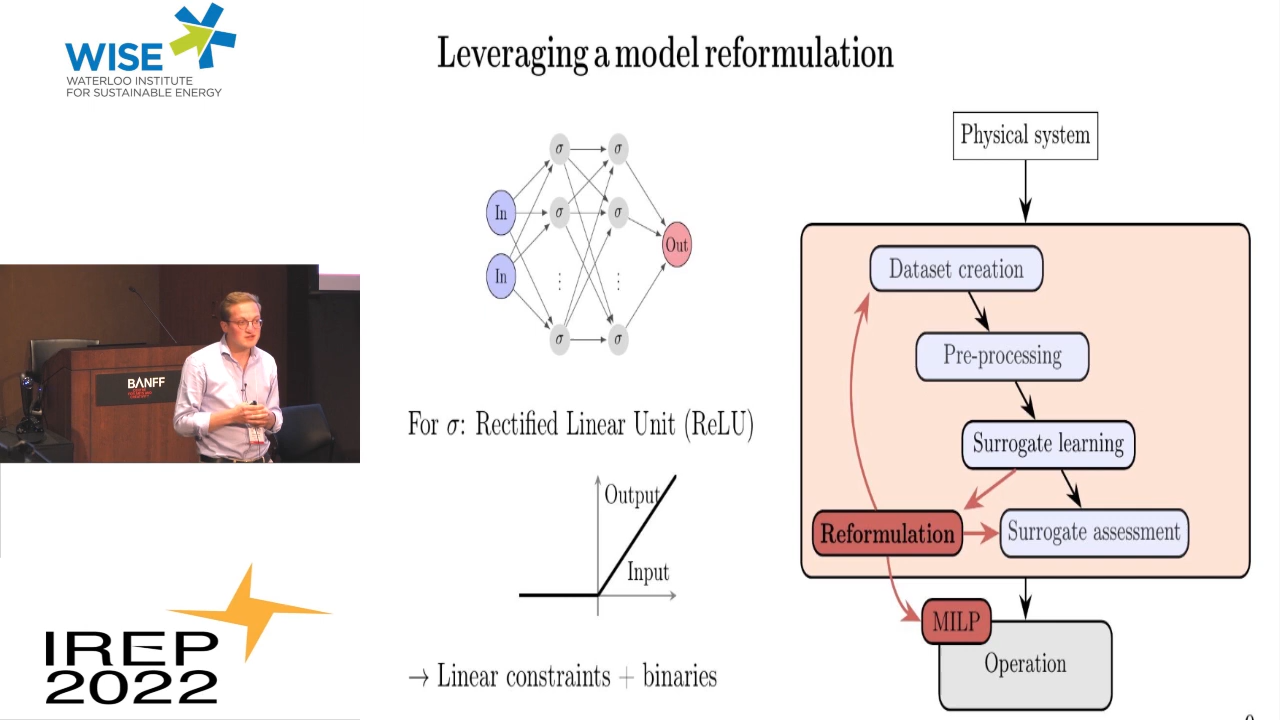 WISE
WATERLOO INSTITUTE
FOR SUSTAINABLE ENERGY
Leveraging a model reformulation
In
In
σ
σ
σ
σ
σ
σ
Out
For σ: Rectified Linear Unit (ReLU)
Output
Input
→ Linear constraints + binaries
Physical system
Dataset creation
Pre-processing
Surrogate learning
Reformulation
Surrogate assessment
MILP
Operation
BANFF
IREP
2022